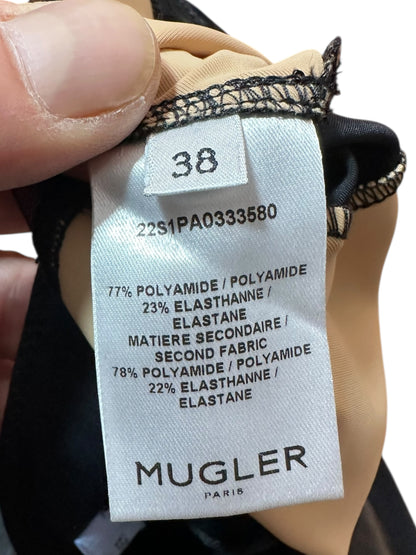 38
22S1PA0333580
77% POLYAMIDE / POLYAMIDE
23% ELASTHANNE /
ELASTANE
MATIERE SECONDAIRE /
SECOND FABRIC
78% POLYAMIDE / POLYAMIDE
22% ELASTHANNE /
ELASTANE
MUGLER
PARIS